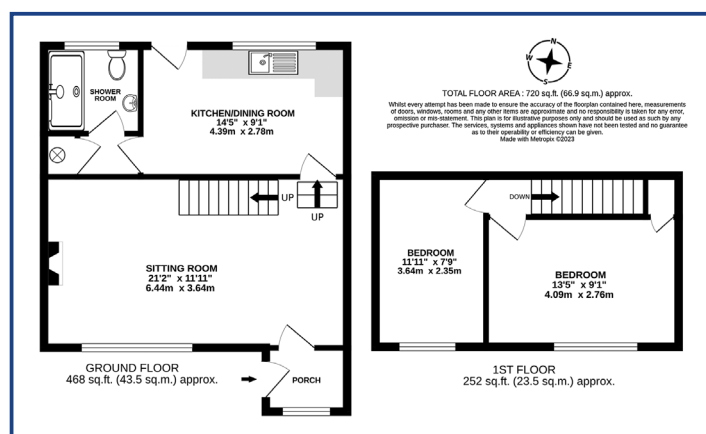 N
W
E
S
TOTAL FLOOR AREA : 720 sq.ft. (66.9 sq.m.) approx.
Whilst every attempt has been made to ensure the accuracy of the floorplan contained here, measurements
of doors, windows, rooms and any other items are approximate and no responsibility is taken for any error,
omission or mis-statement. This plan is for illustrative purposes only and should be used as such by any
prospective purchaser. The services, systems and appliances shown have not been tested and no guarantee
as to their operability or efficiency can be given.
Made with Metropix ©2023
SHOWER
ROOM
KITCHEN/DINING ROOM
14'5" x 9'1"
4.39m x 2.78m
UP
UP
SITTING ROOM
21'2" x 11'11"
6.44m x 3.64m
PORCH
GROUND FLOOR
468 sq.ft. (43.5 sq.m.) approx.
DOWN
BEDROOM
11'11" x 7'9"
3.64m x 2.35m
BEDROOM
13'5" x 9'1"
4.09m x 2.76m
1ST FLOOR
252 sq.ft. (23.5 sq.m.) approx.